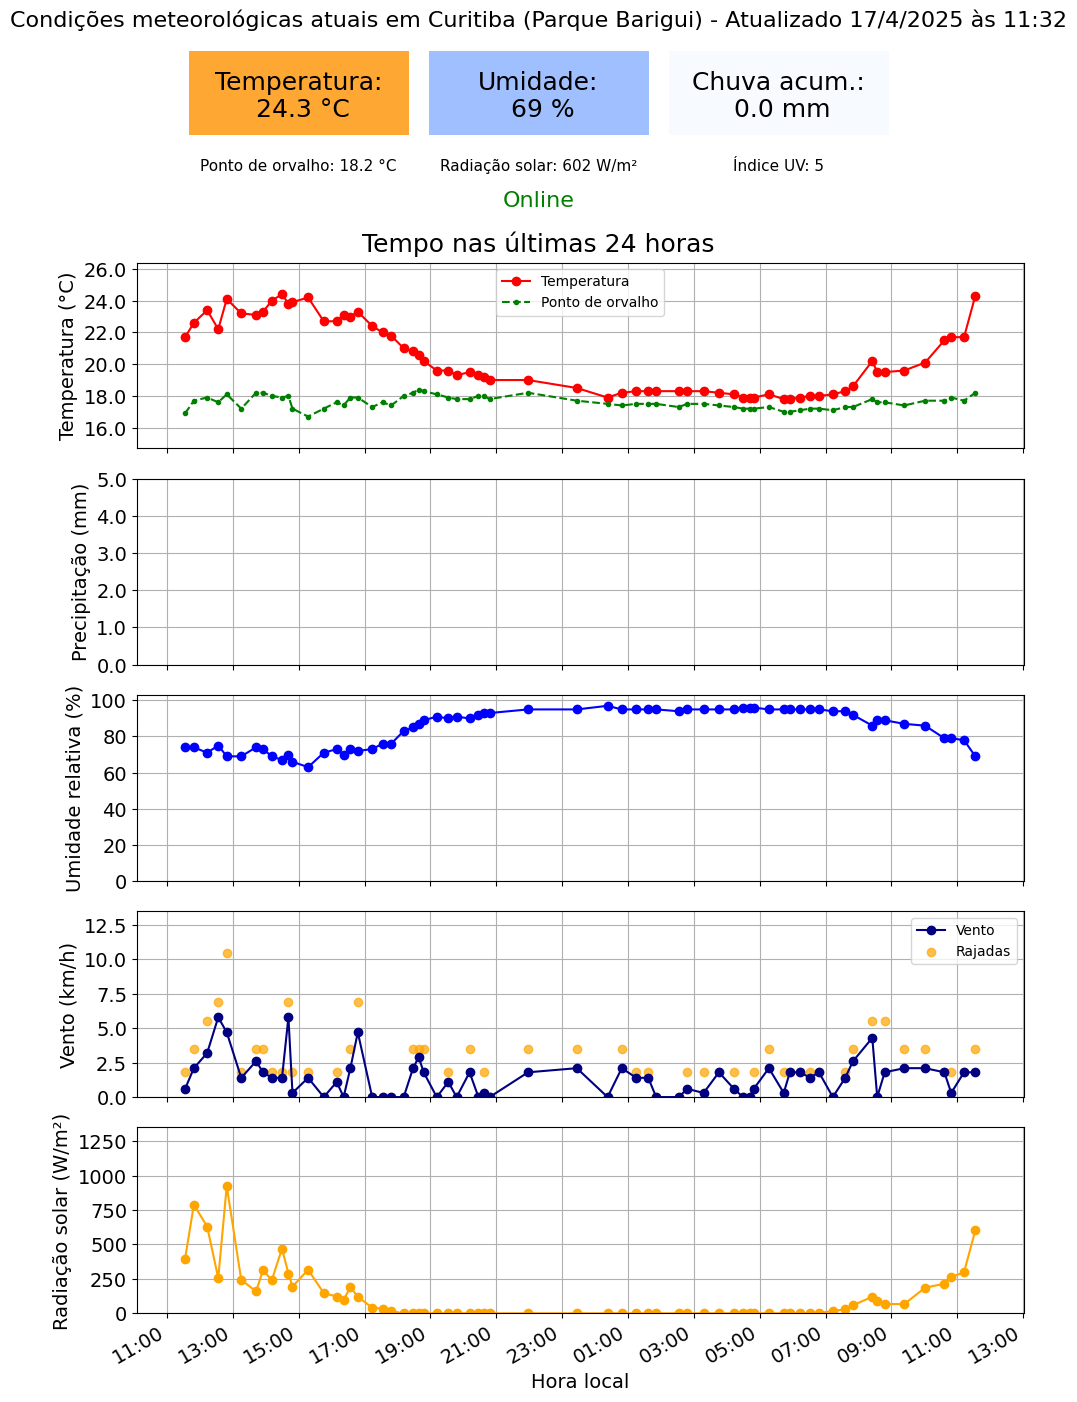 Condições meteorológicas atuais em Curitiba (Parque Barigui) - Atualizado 17/4/2025 às 11:32
Temperatura:
24.3 °C
Umidade:
69 %
Chuva acum.:
0.0 mm
Ponto de orvalho: 18.2 °C
Radiação solar: 602 W/m²
Índice UV: 5
Online
Tempo nas últimas 24 horas
Temperatura (°C)
26.0
24.0
22.0
20.0
18.0
16.0
Temperatura
Ponto de orvalho
Precipitação (mm)
5.0
4.0
3.0
2.0
1.0
0.0
Umidade relativa (%)
100
80
60
40
20
0
Vento (km/h)
12.5
10.0
7.5
5.0
2.5
0.0
Vento
Rajadas
Radiação solar (W/m²)
1250
1000
750
500
250
0
11:00
13:00
15:00
17:00
19:00
21:00
23:00
01:00
03:00
05:00
07:00
09:00
11:00
13:00
Hora local